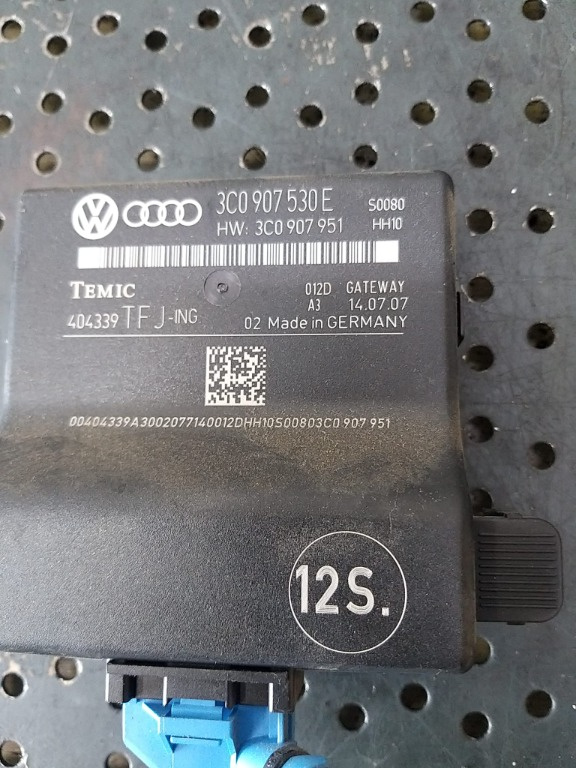 3C0 907 530 E S0080
HW: 3C0 907 951 HH10
TEMIC 012D GATEWAY
A3 14.07.07
404339 TFJ-ING 02 Made in GERMANY
00404339A3002077140012DHH10S00803C0 907 951
12S.